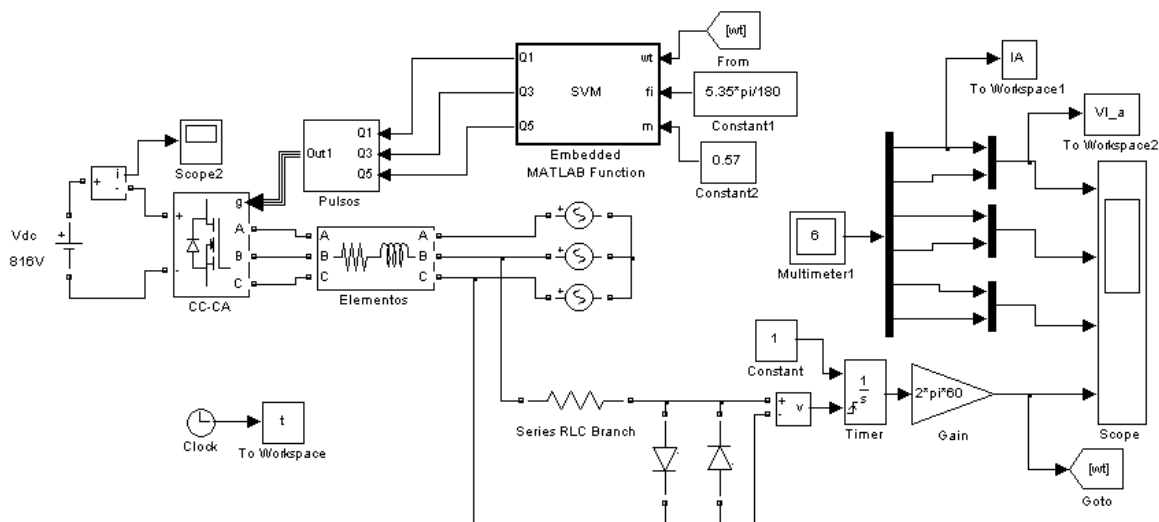 [wt]
From
IA
To Workspace1
Q1
wt
Q3
SVM
fi
Q5
m
5.35*pi/180
Constant1
VI_a
To Workspace2
Embedded
MATLAB Function
0.57
Constant2
Q1
Out1
Q3
Q5
Pulsos
Scope2
+
i
-
Vdc
+
816V
+
-
g
A
B
C
CC-CA
A
B
C
A
B
C
Elementos
+
+
+
6
Multimeter1
1
Constant
1
s
Timer
2*pi*60
Gain
Scope
+
-
v
Series RLC Branch
Clock
t
To Workspace
[wt]
Goto